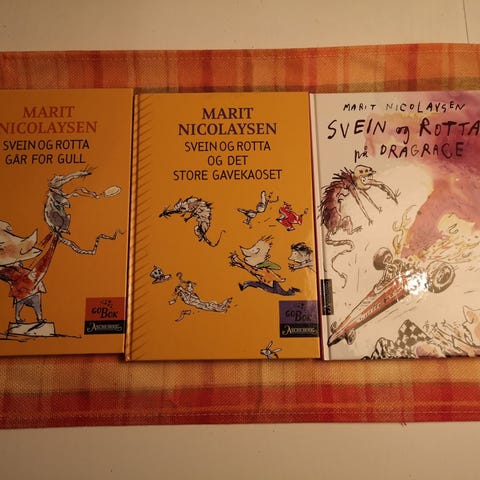 MARIT
NICOLAYSEN
SVEIN OG ROTTA
GÅR FOR GULL
GO BOK
ASCHEHOUG
MARIT
NICOLAYSEN
SVEIN OG ROTTA
OG DET
STORE GAVEKAOSET
GO BOK
ASCHEHOUG
MARIT NICOLAYSEN
SVEIN og ROTTA
på DRAGRACE